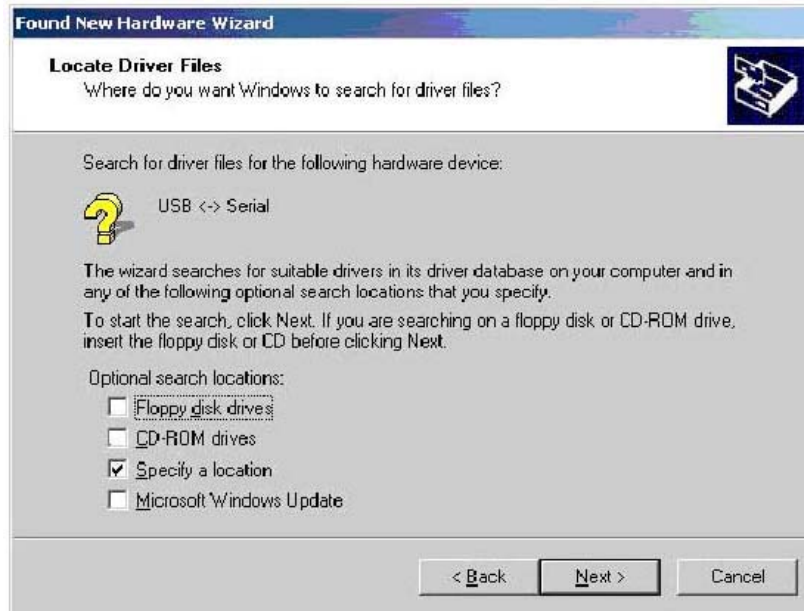 Found New Hardware Wizard
Locate Driver Files
Where do you want Windows to search for driver files?
Search for driver files for the following hardware device:
USB <-> Serial
The wizard searches for suitable drivers in its driver database on your computer and in
any of the following optional search locations that you specify.
To start the search, click Next. If you are searching on a floppy disk or CD-ROM drive,
insert the floppy disk or CD before clicking Next.
Optional search locations:
Floppy disk drives
CD-ROM drives
Specify a location
Microsoft Windows Update
< Back Next > Cancel